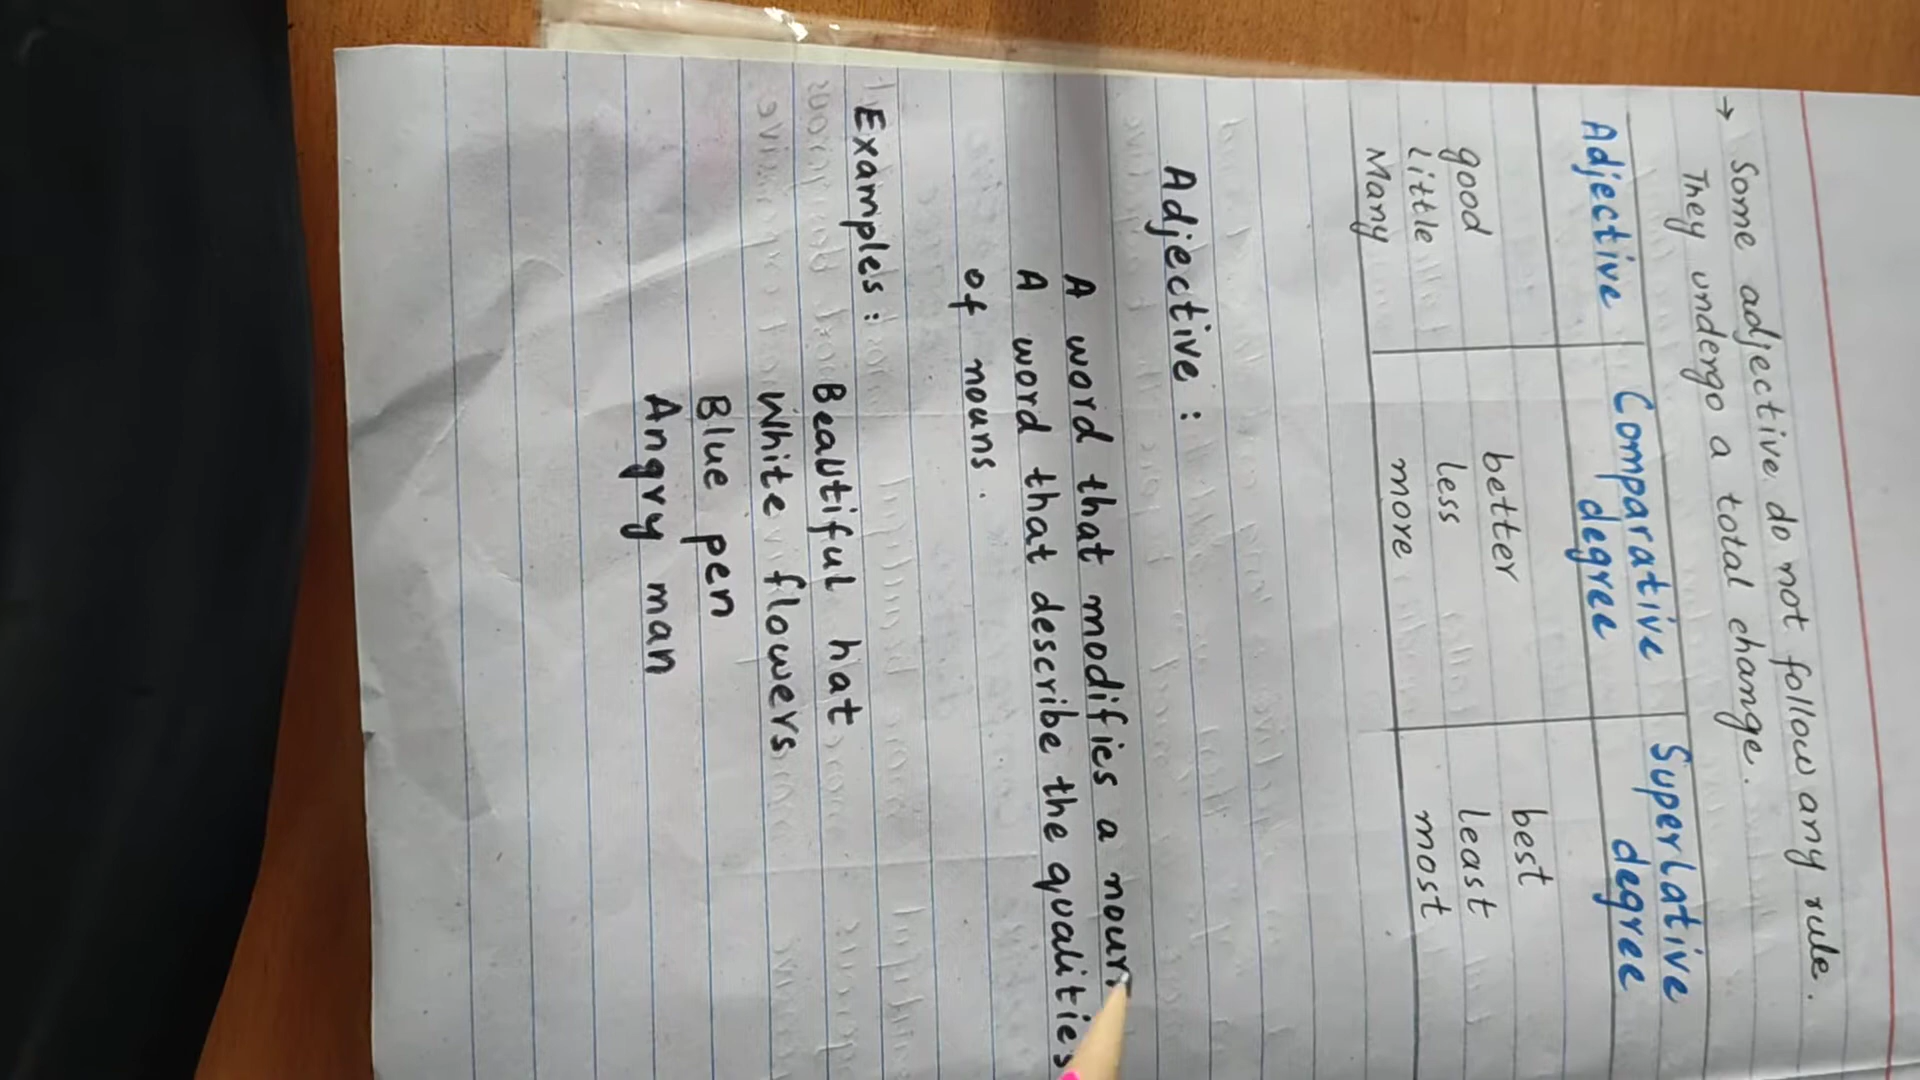 → Some adjective do not follow any rule.
They undergo a total change.
Adjective Comparative degree Superlative degree
good better best
little less least
Many more most
Adjective :
A word that modifies a noun
A word that describe the qualities
of nouns.
Examples : Beautiful hat
White flowers
Blue pen
Angry man